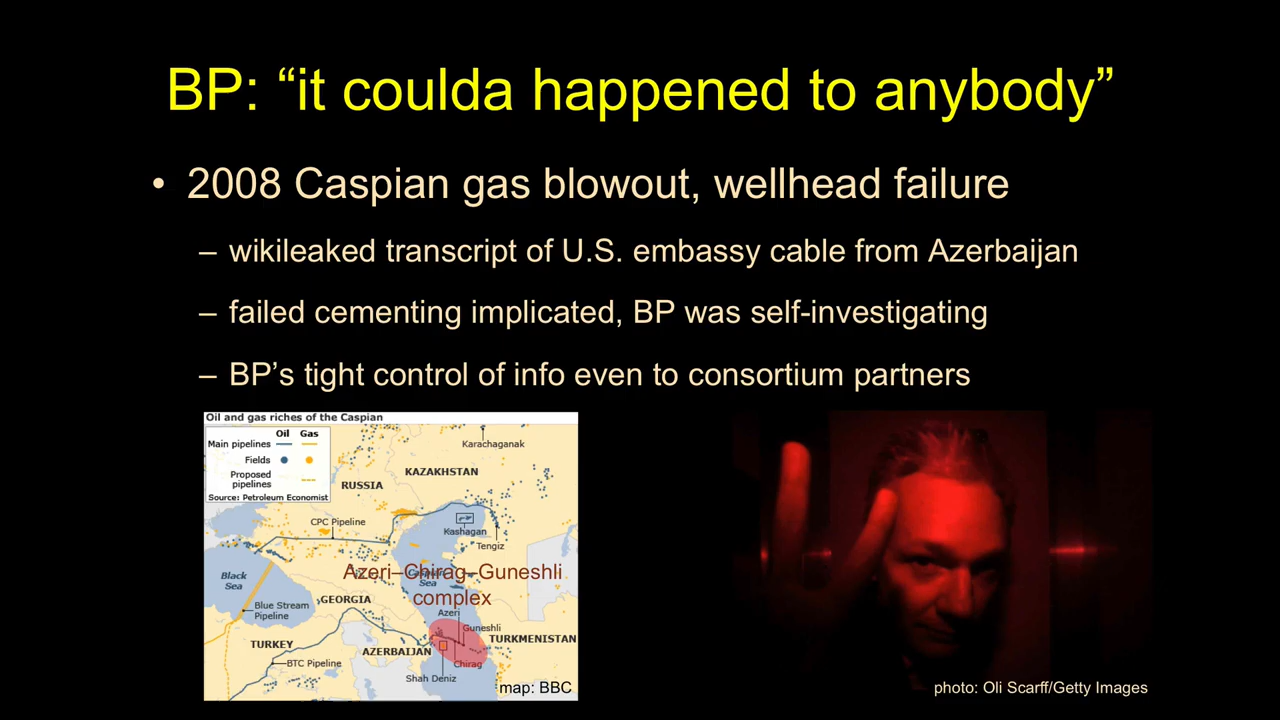 BP: “it coulda happened to anybody”
• 2008 Caspian gas blowout, wellhead failure
– wikileaked transcript of U.S. embassy cable from Azerbaijan
– failed cementing implicated, BP was self-investigating
– BP’s tight control of info even to consortium partners
Oil and gas riches of the Caspian
Oil Gas
Main pipelines
Fields
Proposed
pipelines
Source: Petroleum Economist
Karachaganak
KAZAKHSTAN
RUSSIA
CPC Pipeline
Kashagan
Tengiz
Black
Sea
Caspian
Sea
Azeri–Chirag–Guneshli
complex
Blue Stream
Pipeline
GEORGIA
Azeri
Guneshli
TURKEY
AZERBAIJAN
TURKMENISTAN
BTC Pipeline
Chirag
Shah Deniz
map: BBC
photo: Oli Scarff/Getty Images